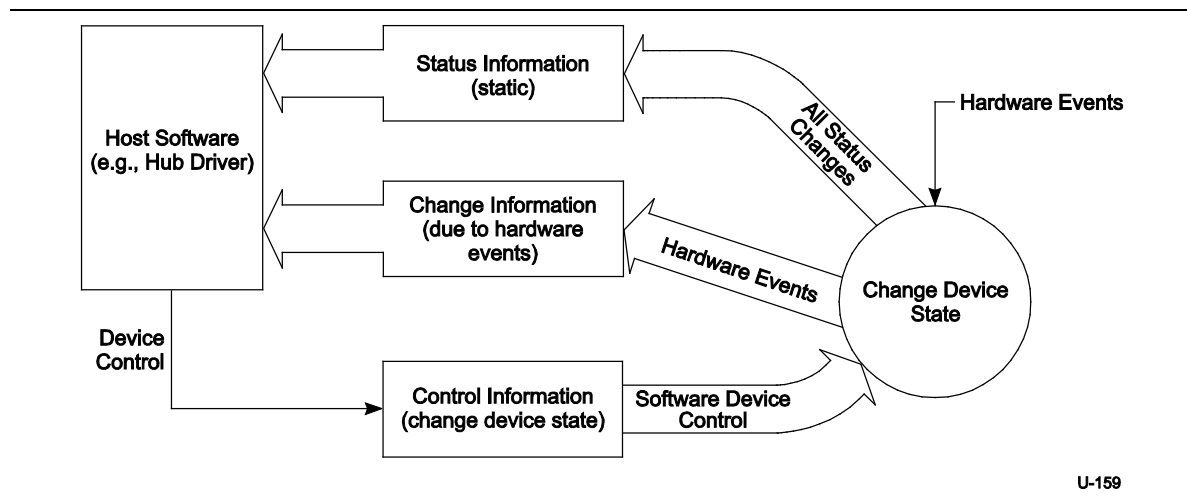 Status Information
(static)
All Status
Changes
Hardware Events
Host Software
(e.g., Hub Driver)
Change Information
(due to hardware
events)
Hardware Events
Change Device
State
Device
Control
Control Information
(change device state)
Software Device
Control
U-159